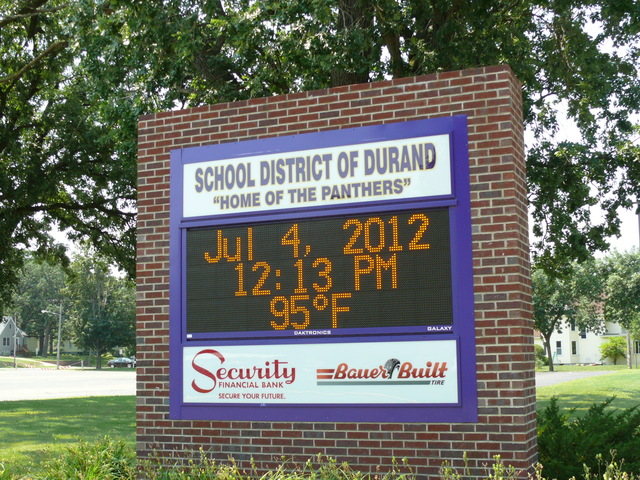 SCHOOL DISTRICT OF DURAND
"HOME OF THE PANTHERS"
Jul 4, 2012
12:13 PM
95°F
DAKTRONICS GALAXY
Security
FINANCIAL BANK
SECURE YOUR FUTURE.
Bauer Built
TIRE